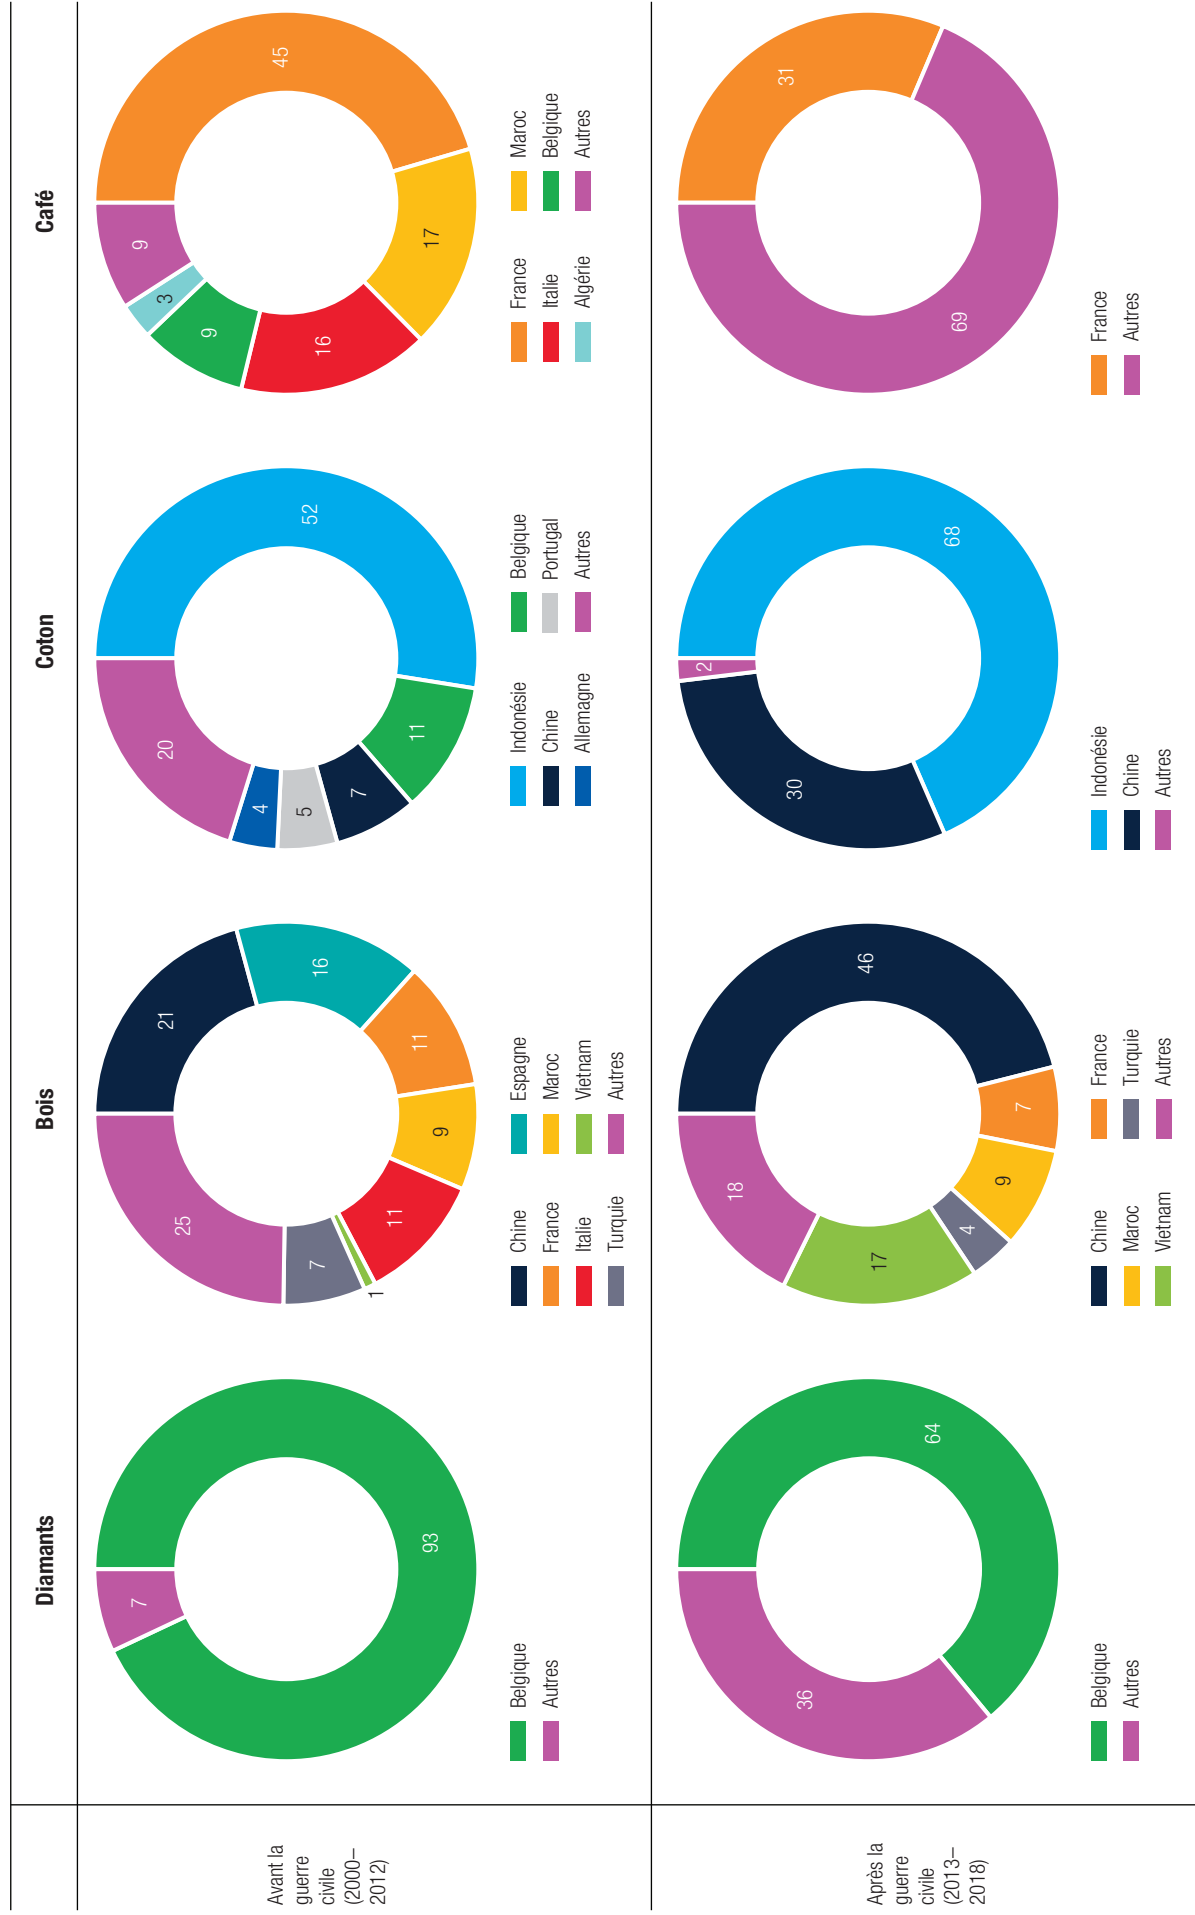 Diamants
Bois
Coton
Café
Avant la
guerre
civile
(2000–
2012)
7
93
Belgique
Autres
21
16
11
9
11
1
7
25
Chine
Espagne
France
Maroc
Italie
Vietnam
Turquie
Autres
52
11
7
5
4
20
Indonésie
Belgique
Chine
Portugal
Allemagne
Autres
45
17
16
9
3
9
France
Maroc
Italie
Belgique
Algérie
Autres
Après la
guerre
civile
(2013–
2018)
36
64
Belgique
Autres
46
7
9
4
17
18
Chine
France
Maroc
Turquie
Vietnam
Autres
68
30
2
Indonésie
Chine
Autres
31
69
France
Autres